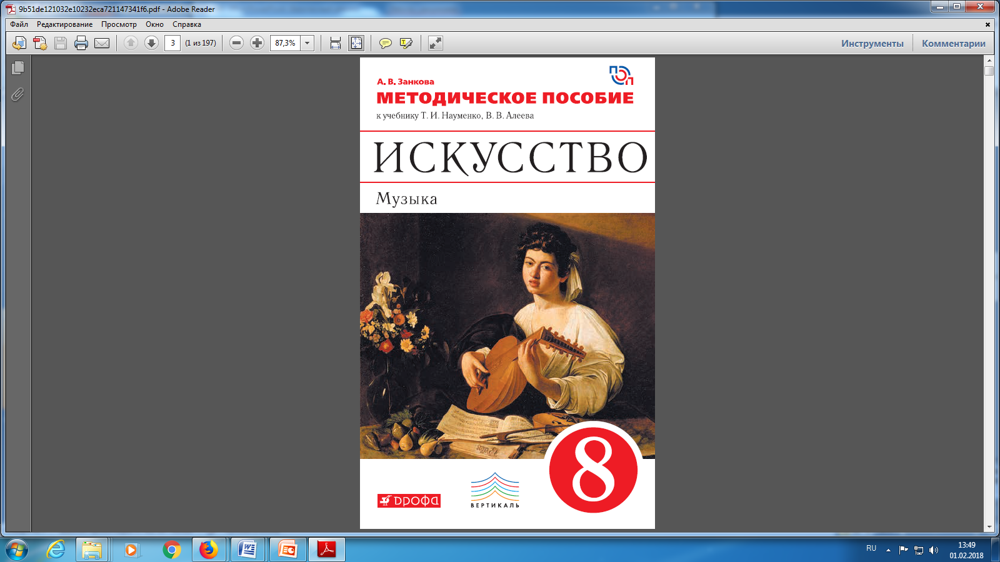 9b51de121032e10232eca721147341f6.pdf - Adobe Reader
Файл Редактирование Просмотр Окно Справка
3 (1 из 197) 87,3% Инструменты Комментарии
А. В. Занкова
МЕТОДИЧЕСКОЕ ПОСОБИЕ
к учебнику Т. И. Науменко, В. В. Алеева
ИСКУССТВО
Музыка
8
ДРОФА
ВЕРТИКАЛЬ
RU
13:49
01.02.2018